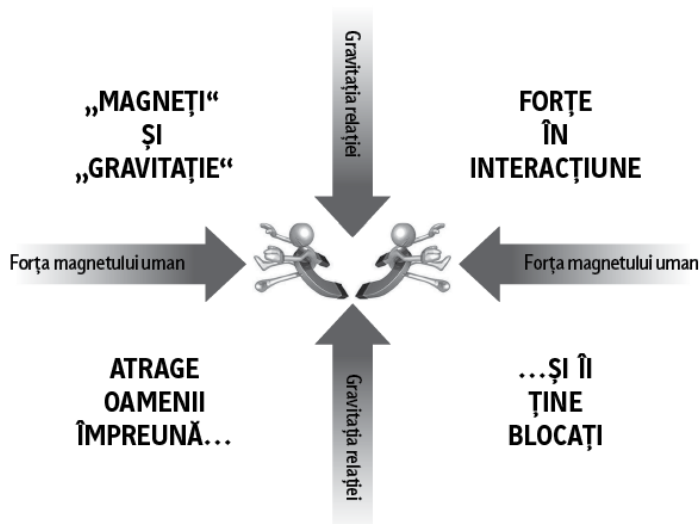 Gravitația relației
„MAGNEȚI“
ȘI
„GRAVITAȚIE“
FORȚE
ÎN
INTERACȚIUNE
Forța magnetului uman
Forța magnetului uman
ATRAGE
OAMENII
ÎMPREUNĂ…
…ȘI ÎI
ȚINE
BLOCAȚI
Gravitația relației